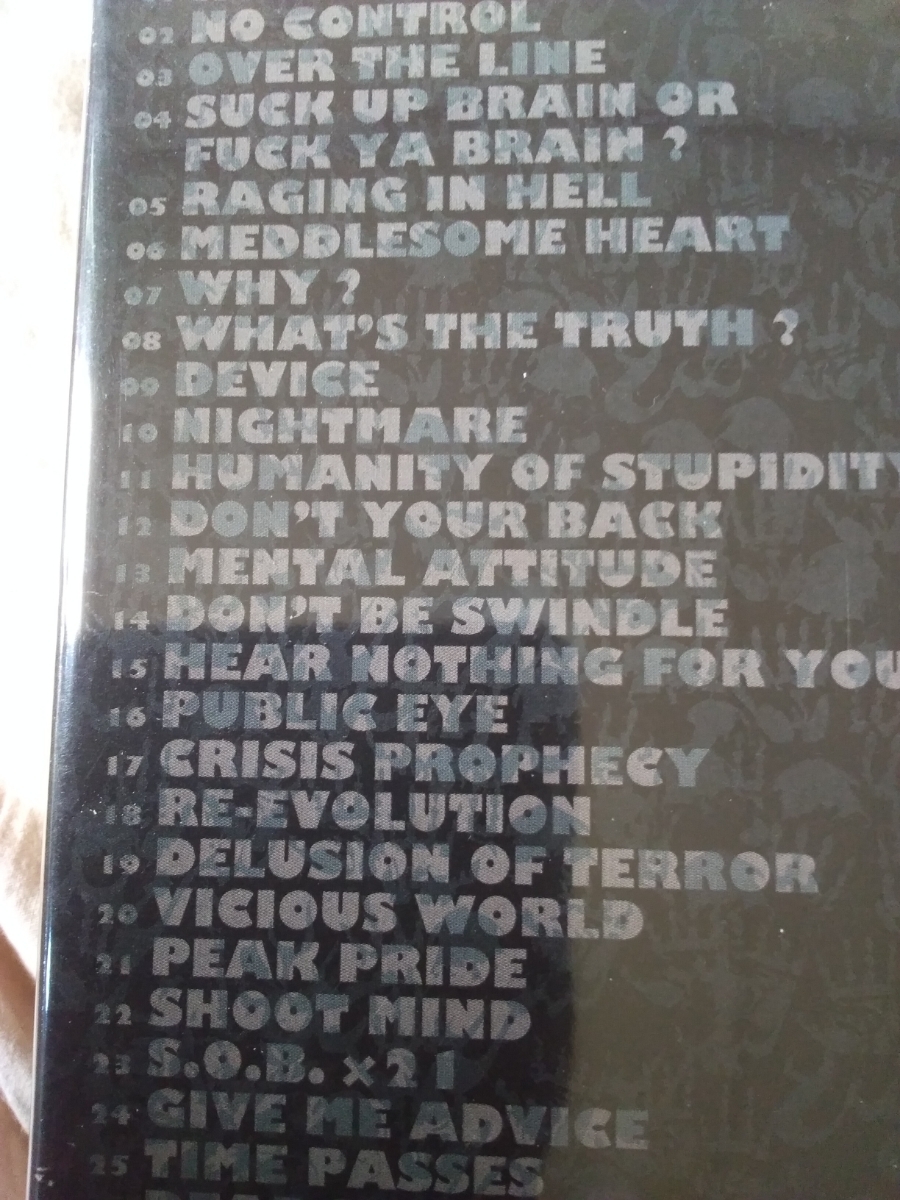 02 NO CONTROL
03 OVER THE LINE
04 SUCK UP BRAIN OR
FUCK YA BRAIN ?
05 RAGING IN HELL
06 MEDDLESOME HEART
07 WHY ?
08 WHAT'S THE TRUTH ?
09 DEVICE
10 NIGHTMARE
11 HUMANITY OF STUPIDITY
12 DON'T YOUR BACK
13 MENTAL ATTITUDE
14 DON'T BE SWINDLE
15 HEAR NOTHING FOR YOU
16 PUBLIC EYE
17 CRISIS PROPHECY
18 RE-EVOLUTION
19 DELUSION OF TERROR
20 VICIOUS WORLD
21 PEAK PRIDE
22 SHOOT MIND
23 S.O.B. ×21
24 GIVE ME ADVICE
25 TIME PASSES